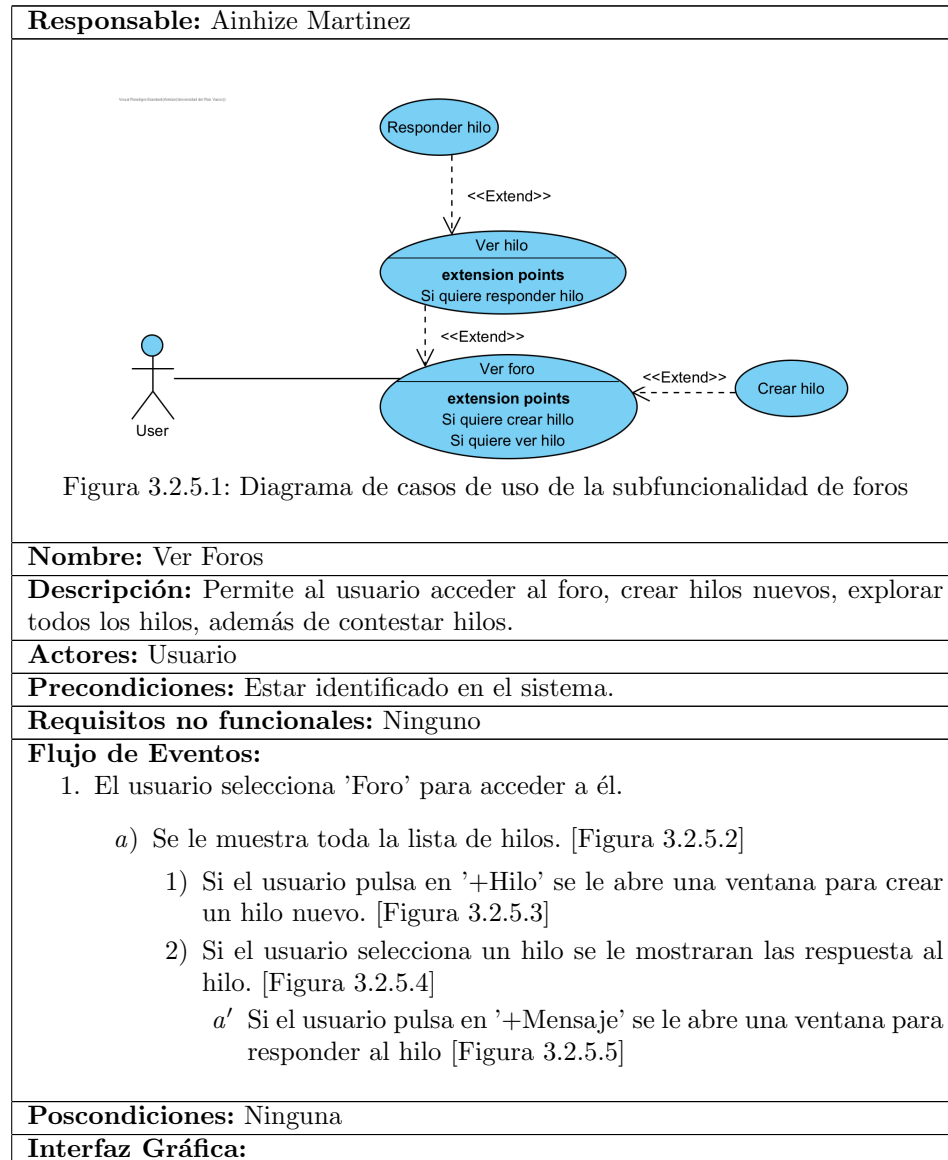 Responsable: Ainhize Martinez
Responder hilo
<<Extend>>
Ver hilo
extension points
Si quiere responder hilo
<<Extend>>
Ver foro
extension points
Si quiere crear hillo
Si quiere ver hilo
<<Extend>>
Crear hilo
User
Figura 3.2.5.1: Diagrama de casos de uso de la subfuncionalidad de foros
Nombre: Ver Foros
Descripción: Permite al usuario acceder al foro, crear hilos nuevos, explorar
todos los hilos, además de contestar hilos.
Actores: Usuario
Precondiciones: Estar identificado en el sistema.
Requisitos no funcionales: Ninguno
Flujo de Eventos:
1. El usuario selecciona 'Foro' para acceder a él.
a) Se le muestra toda la lista de hilos. [Figura 3.2.5.2]
1) Si el usuario pulsa en '+Hilo' se le abre una ventana para crear
un hilo nuevo. [Figura 3.2.5.3]
2) Si el usuario selecciona un hilo se le mostraran las respuesta al
hilo. [Figura 3.2.5.4]
a′ Si el usuario pulsa en '+Mensaje' se le abre una ventana para
responder al hilo [Figura 3.2.5.5]
Poscondiciones: Ninguna
Interfaz Gráfica: